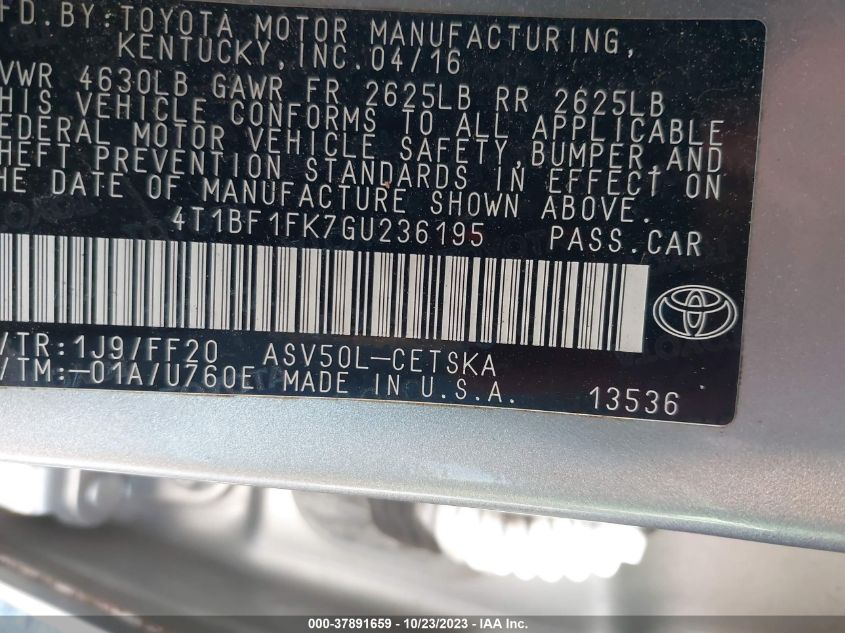 FD. BY: TOYOTA MOTOR MANUFACTURING,
KENTUCKY, INC. 04/16
VWR 4630LB GAWR FR 2625LB RR 2625LB
HIS VEHICLE CONFORMS TO ALL APPLICABLE
EDERAL MOTOR VEHICLE SAFETY, BUMPER, AND
HEFT PREVENTION STANDARDS IN EFFECT ON
HE DATE OF MANUFACTURE SHOWN ABOVE.
4T1BF1FK7GU236195 PASS.CAR
/TR:1J9/FF20 ASV50L-CETSKA
/TM:-01A/U760E MADE IN U.S.A. 13536
000-37891659 - 10/23/2023 - IAA Inc.